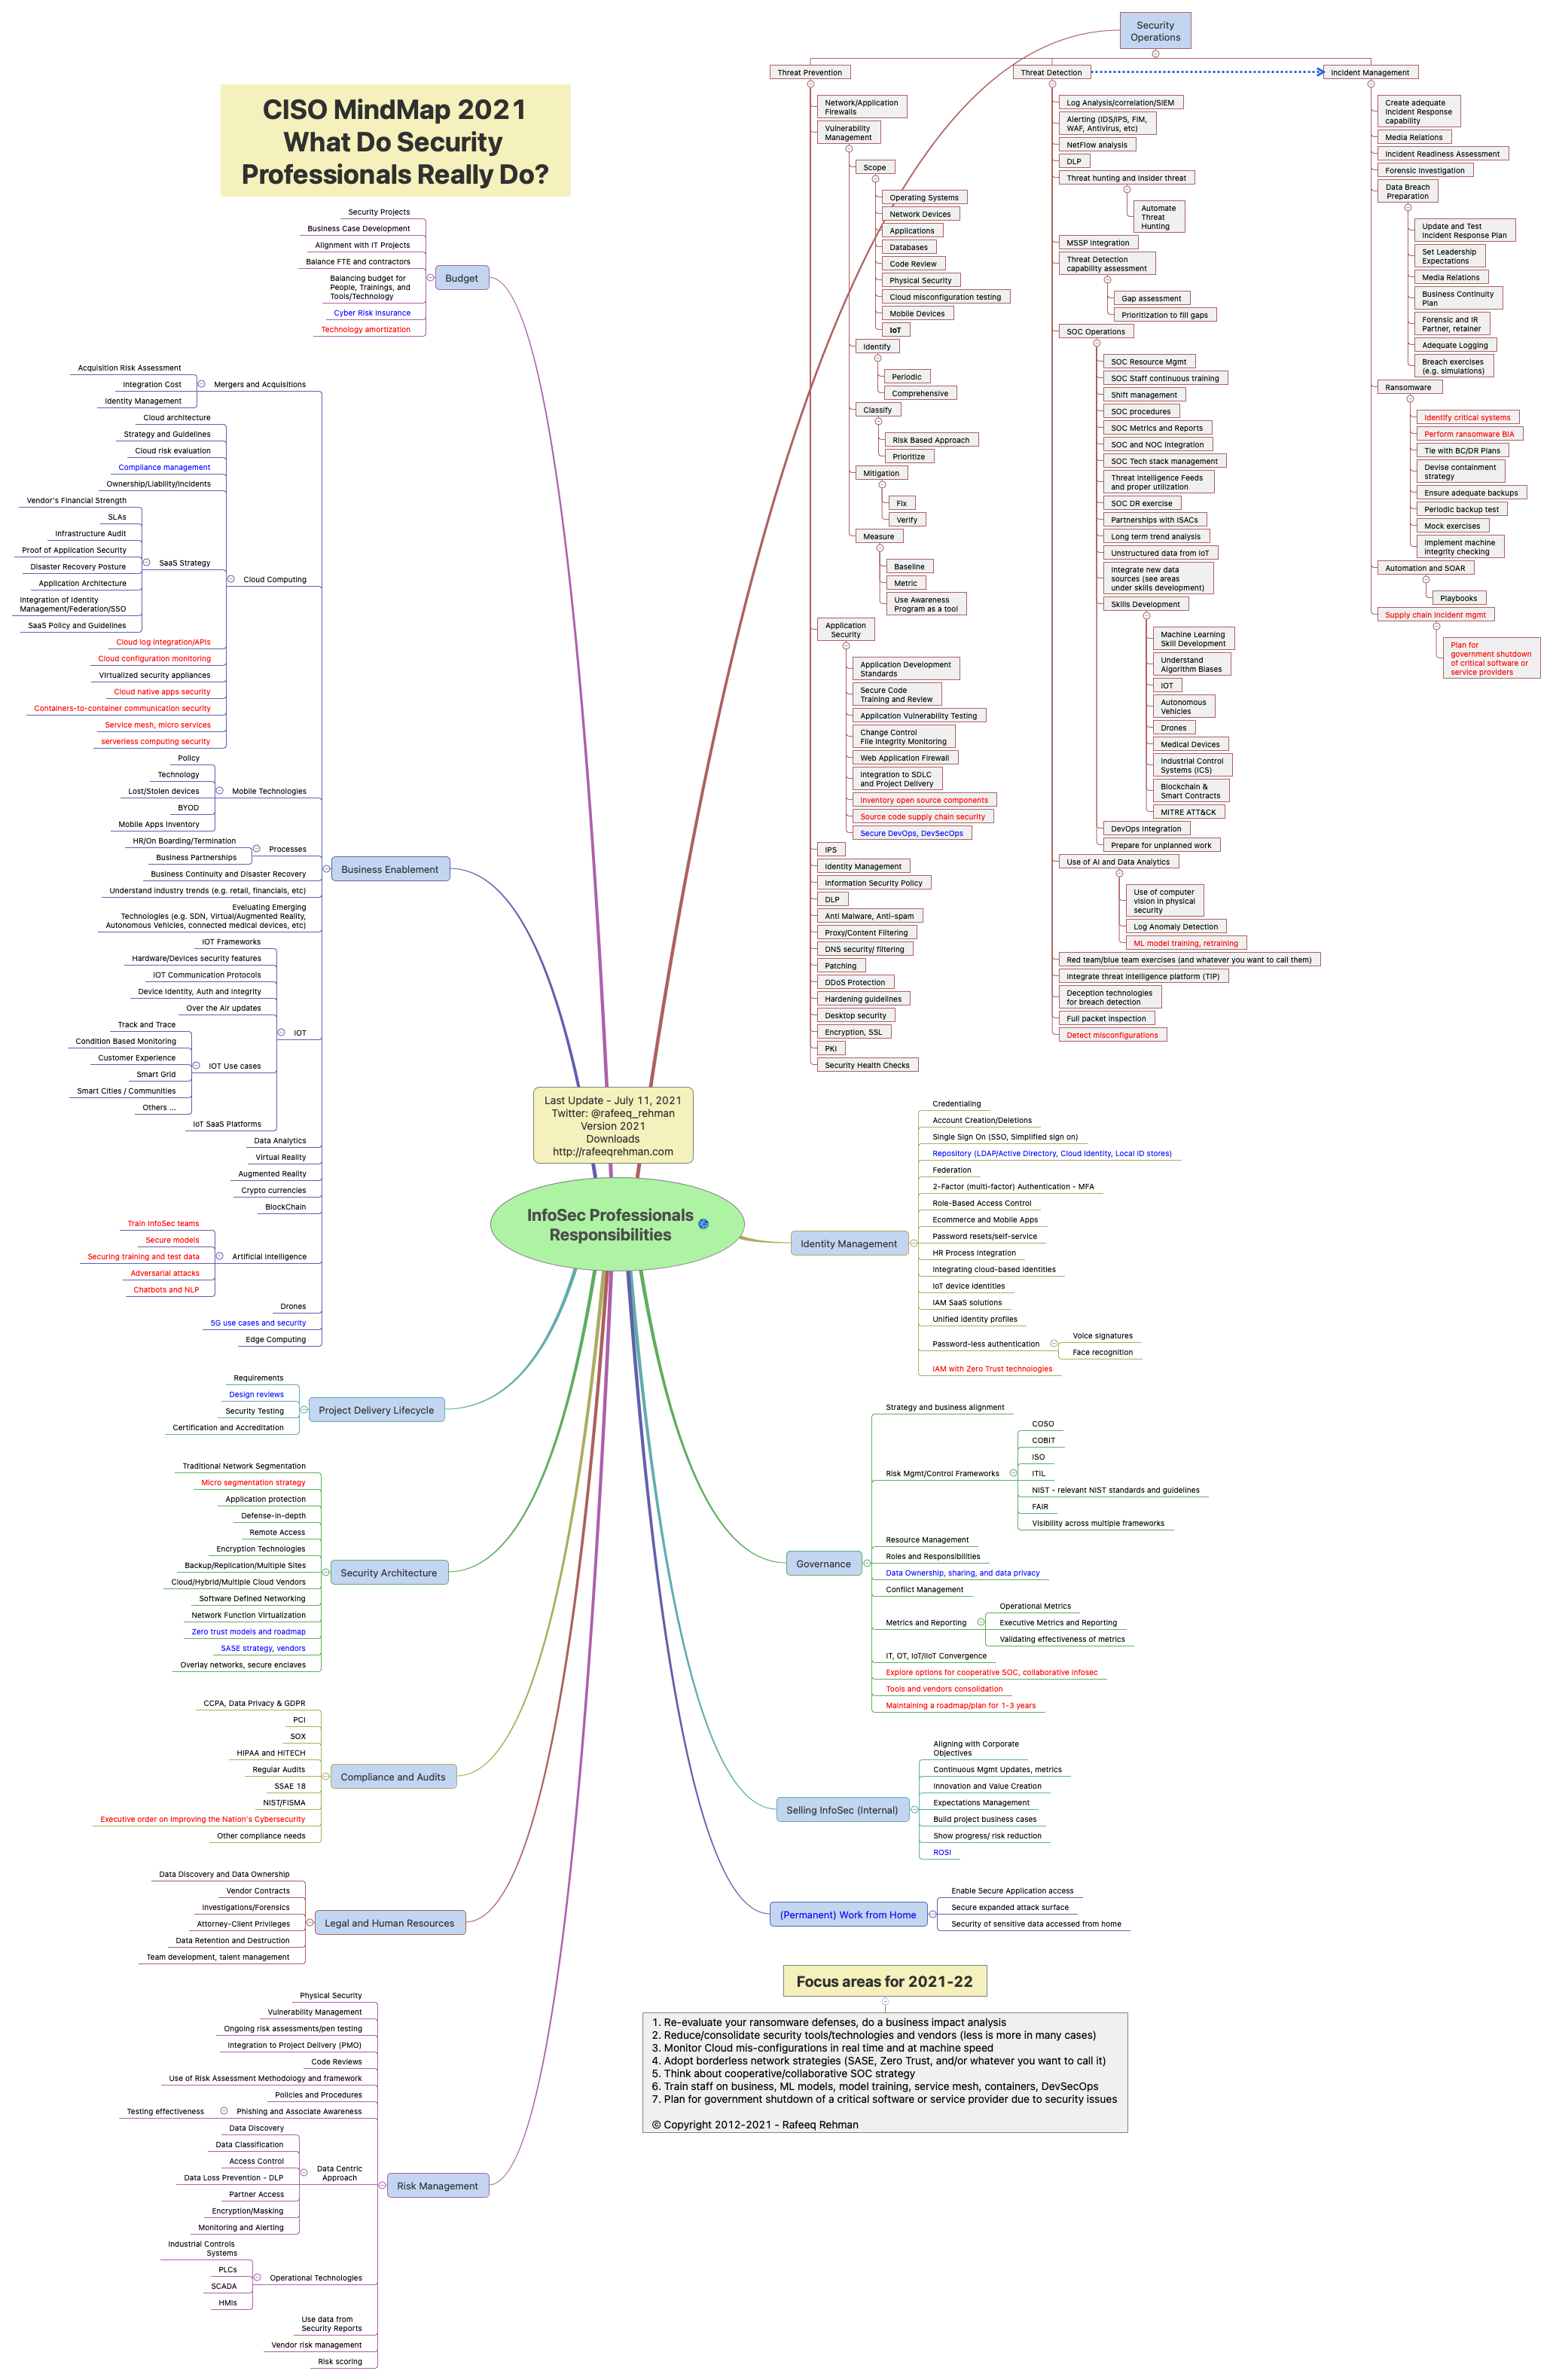 CISO MindMap 2021
What Do Security
Professionals Really Do?
Security
Operations
Threat Prevention
Network/Application
Firewalls
Vulnerability
Management
Scope
Operating Systems
Network Devices
Applications
Databases
Code Review
Physical Security
Cloud misconfiguration testing
Mobile Devices
IoT
Identify
Periodic
Comprehensive
Classify
Risk Based Approach
Prioritize
Mitigation
Fix
Verify
Measure
Baseline
Metric
Use Awareness
Program as a tool
Application
Security
Application Development
Standards
Secure Code
Training and Review
Application Vulnerability Testing
Change Control
File Integrity Monitoring
Web Application Firewall
Integration to SDLC
and Project Delivery
Inventory open source components
Source code supply chain security
Secure DevOps, DevSecOps
IPS
Identity Management
Information Security Policy
DLP
Anti Malware, Anti-spam
Proxy/Content Filtering
DNS security/ filtering
Patching
DDoS Protection
Hardening guidelines
Desktop security
Encryption, SSL
PKI
Security Health Checks
Threat Detection
Log Analysis/correlation/SIEM
Alerting (IDS/IPS, FIM,
WAF, Antivirus, etc)
NetFlow analysis
DLP
Threat hunting and Insider threat
Automate
Threat
Hunting
MSSP integration
Threat Detection
capability assessment
Gap assessment
Prioritization to fill gaps
SOC Operations
SOC Resource Mgmt
SOC Staff continuous training
Shift management
SOC procedures
SOC Metrics and Reports
SOC and NOC Integration
SOC Tech stack management
Threat Intelligence Feeds
and proper utilization
SOC DR exercise
Partnerships with ISACs
Long term trend analysis
Unstructured data from IoT
Integrate new data
sources (see areas
under skills development)
Skills Development
Machine Learning
Skill Development
Understand
Algorithm Biases
IOT
Autonomous
Vehicles
Drones
Medical Devices
Industrial Control
Systems (ICS)
Blockchain &
Smart Contracts
MITRE ATT&CK
DevOps Integration
Prepare for unplanned work
Use of AI and Data Analytics
Use of computer
vision in physical
security
Log Anomaly Detection
ML model training, retraining
Red team/blue team exercises (and whatever you want to call them)
Integrate threat intelligence platform (TIP)
Deception technologies
for breach detection
Full packet inspection
Detect misconfigurations
Incident Management
Create adequate
Incident Response
capability
Media Relations
Incident Readiness Assessment
Forensic Investigation
Data Breach
Preparation
Update and Test
Incident Response Plan
Set Leadership
Expectations
Media Relations
Business Continuity
Plan
Forensic and IR
Partner, retainer
Adequate Logging
Breach exercises
(e.g. simulations)
Ransomware
Identify critical systems
Perform ransomware BIA
Tie with BC/DR Plans
Devise containment
strategy
Ensure adequate backups
Periodic backup test
Mock exercises
Implement machine
integrity checking
Automation and SOAR
Playbooks
Supply chain incident mgmt
Plan for
government shutdown
of critical software or
service providers
Security Projects
Business Case Development
Alignment with IT Projects
Balance FTE and contractors
Balancing budget for
People, Trainings, and
Tools/Technology
Cyber Risk Insurance
Technology amortization
Budget
Acquisition Risk Assessment
Integration Cost
Identity Management
Mergers and Acquisitions
Cloud architecture
Strategy and Guidelines
Cloud risk evaluation
Compliance management
Ownership/Liability/Incidents
Vendor's Financial Strength
SLAs
Infrastructure Audit
Proof of Application Security
Disaster Recovery Posture
Application Architecture
Integration of Identity
Management/Federation/SSO
SaaS Policy and Guidelines
SaaS Strategy
Cloud Computing
Cloud log integration/APIs
Cloud configuration monitoring
Virtualized security appliances
Cloud native apps security
Containers-to-container communication security
Service mesh, micro services
serverless computing security
Policy
Technology
Lost/Stolen devices
BYOD
Mobile Apps Inventory
Mobile Technologies
HR/On Boarding/Termination
Business Partnerships
Processes
Business Enablement
Business Continuity and Disaster Recovery
Understand industry trends (e.g. retail, financials, etc)
Eveluating Emerging
Technologies (e.g. SDN, Virtual/Augmented Reality,
Autonomous Vehicles, connected medical devices, etc)
IOT Frameworks
Hardware/Devices security features
IOT Communication Protocols
Device Identity, Auth and Integrity
Over the Air updates
Track and Trace
Condition Based Monitoring
Customer Experience
Smart Grid
Smart Cities / Communities
Others ...
IOT Use cases
IOT
IoT SaaS Platforms
Data Analytics
Virtual Reality
Augmented Reality
Crypto currencies
BlockChain
Train InfoSec teams
Secure models
Securing training and test data
Adversarial attacks
Chatbots and NLP
Artificial Intelligence
Drones
5G use cases and security
Edge Computing
Last Update - July 11, 2021
Twitter: @rafeeq_rehman
Version 2021
Downloads
http://rafeeqrehman.com
InfoSec Professionals
Responsibilities
Requirements
Design reviews
Security Testing
Certification and Accreditation
Project Delivery Lifecycle
Traditional Network Segmentation
Micro segmentation strategy
Application protection
Defense-in-depth
Remote Access
Encryption Technologies
Backup/Replication/Multiple Sites
Cloud/Hybrid/Multiple Cloud Vendors
Software Defined Networking
Network Function Virtualization
Zero trust models and roadmap
SASE strategy, vendors
Overlay networks, secure enclaves
Security Architecture
CCPA, Data Privacy & GDPR
PCI
SOX
HIPAA and HITECH
Regular Audits
SSAE 18
NIST/FISMA
Executive order on improving the Nation's Cybersecurity
Other compliance needs
Compliance and Audits
Data Discovery and Data Ownership
Vendor Contracts
Investigations/Forensics
Attorney-Client Privileges
Data Retention and Destruction
Team development, talent management
Legal and Human Resources
Physical Security
Vulnerability Management
Ongoing risk assessments/pen testing
Integration to Project Delivery (PMO)
Code Reviews
Use of Risk Assessment Methodology and framework
Policies and Procedures
Testing effectiveness
Phishing and Associate Awareness
Data Discovery
Data Classification
Access Control
Data Loss Prevention - DLP
Partner Access
Encryption/Masking
Monitoring and Alerting
Data Centric
Approach
Risk Management
Industrial Controls
Systems
PLCs
SCADA
HMIs
Operational Technologies
Use data from
Security Reports
Vendor risk management
Risk scoring
Identity Management
Credentialing
Account Creation/Deletions
Single Sign On (SSO, Simplified sign on)
Repository (LDAP/Active Directory, Cloud Identity, Local ID stores)
Federation
2-Factor (multi-factor) Authentication - MFA
Role-Based Access Control
Ecommerce and Mobile Apps
Password resets/self-service
HR Process Integration
Integrating cloud-based identities
IoT device identities
IAM SaaS solutions
Unified identity profiles
Password-less authentication
Voice signatures
Face recognition
IAM with Zero Trust technologies
Governance
Strategy and business alignment
Risk Mgmt/Control Frameworks
COSO
COBIT
ISO
ITIL
NIST - relevant NIST standards and guidelines
FAIR
Visibility across multiple frameworks
Resource Management
Roles and Responsibilities
Data Ownership, sharing, and data privacy
Conflict Management
Metrics and Reporting
Operational Metrics
Executive Metrics and Reporting
Validating effectiveness of metrics
IT, OT, IoT/IIoT Convergence
Explore options for cooperative SOC, collaborative infosec
Tools and vendors consolidation
Maintaining a roadmap/plan for 1-3 years
Selling InfoSec (Internal)
Aligning with Corporate
Objectives
Continuous Mgmt Updates, metrics
Innovation and Value Creation
Expectations Management
Build project business cases
Show progress/ risk reduction
ROSI
(Permanent) Work from Home
Enable Secure Application access
Secure expanded attack surface
Security of sensitive data accessed from home
Focus areas for 2021-22
1. Re-evaluate your ransomware defenses, do a business impact analysis
2. Reduce/consolidate security tools/technologies and vendors (less is more in many cases)
3. Monitor Cloud mis-configurations in real time and at machine speed
4. Adopt borderless network strategies (SASE, Zero Trust, and/or whatever you want to call it)
5. Think about cooperative/collaborative SOC strategy
6. Train staff on business, ML models, model training, service mesh, containers, DevSecOps
7. Plan for government shutdown of a critical software or service provider due to security issues
© Copyright 2012-2021 - Rafeeq Rehman